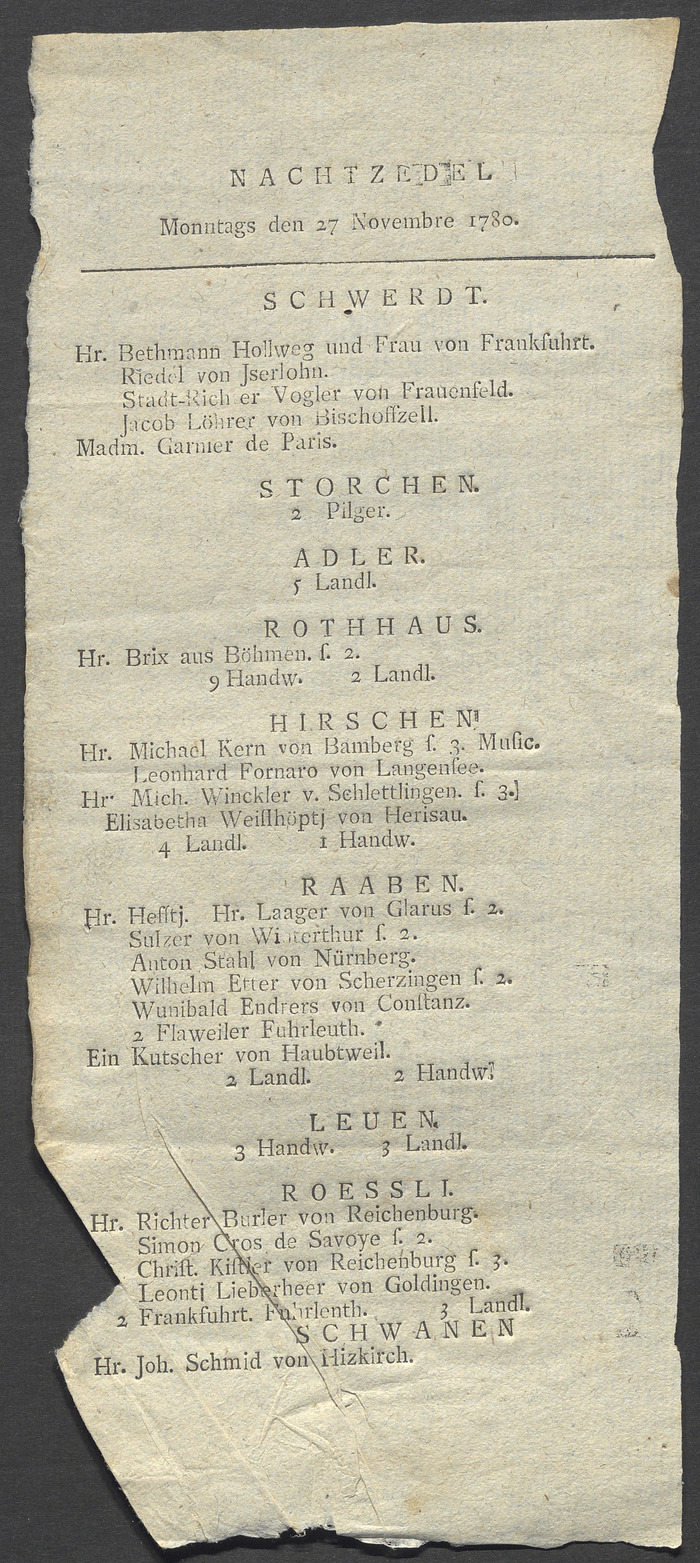 NACHTZEDEL
Monntags den 27 Novembre 1780.
SCHWERDT.
Hr. Bethmann Hollweg und Frau von Frankfuhrt.
Riedel von Jserlohn.
Stadt-Richter Vogler von Frauenfeld.
Jacob Löhrer von Bischoffzell.
Madm. Garnier de Paris.
STORCHEN.
2 Pilger.
ADLER.
5 Landl.
ROTHHAUS.
Hr. Brix aus Böhmen. ſ. 2.
9 Handw. 2 Landl.
HIRSCHEN
Hr. Michael Kern von Bamberg ſ. 3. Muſic.
Leonhard Fornaro von Langenſee.
Hr. Mich. Winckler v. Schlettlingen. ſ. 3.]
Elisabetha Weiſſhöptj von Herisau.
4 Landl. 1 Handw.
RAABEN.
Hr. Heſſtj. Hr. Laager von Glarus ſ. 2.
Sulzer von Winterthur ſ. 2.
Anton Stahl von Nürnberg.
Wilhelm Etter von Scherzingen ſ. 2.
Wunibald Endrers von Conſtanz.
2 Flaweiler Fuhrleuth.
Ein Kutscher von Haubtweil.
2 Landl. 2 Handw.
LEUEN.
3 Handw. 3 Landl.
ROESSLI.
Hr. Richter Burler von Reichenburg.
Simon Cros de Savoye ſ. 2.
Chriſt. Kiſtler von Reichenburg ſ. 3.
Leonti Lieberheer von Goldingen.
2 Frankfuhrt. Fuhrlenth. 3 Landl.
SCHWANEN
Hr. Joh. Schmid von Hizkirch.